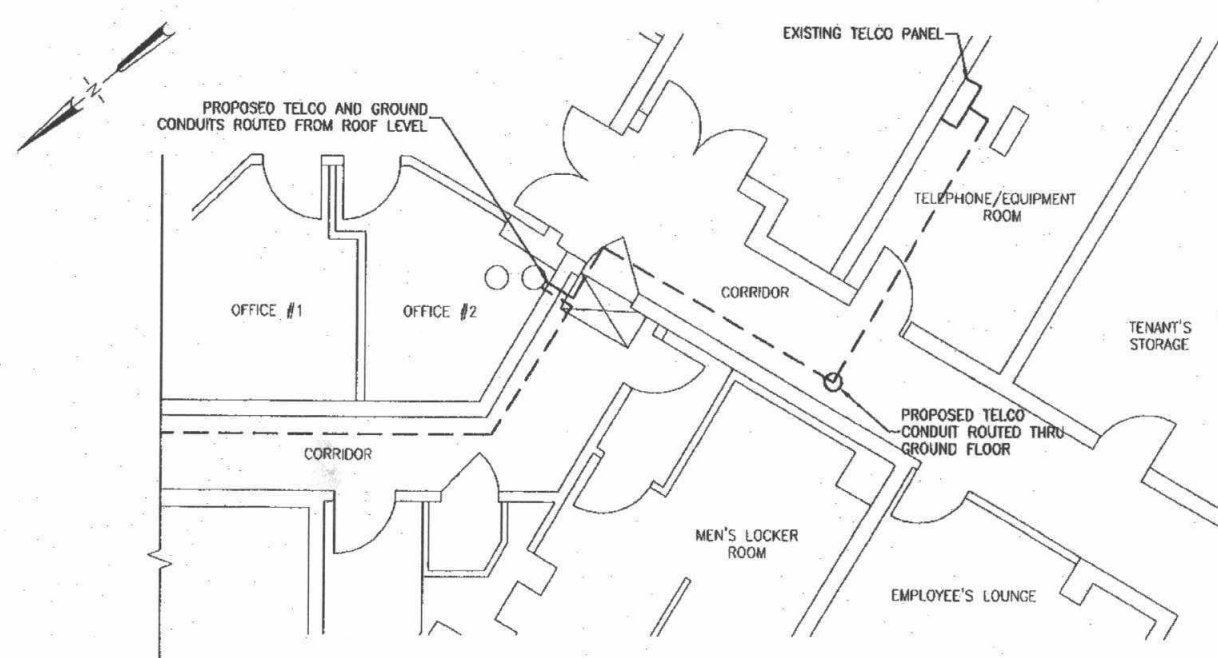 EXISTING TELCO PANEL
N
PROPOSED TELCO AND GROUND
CONDUITS ROUTED FROM ROOF LEVEL
TELEPHONE/EQUIPMENT
ROOM
OFFICE #1
OFFICE #2
CORRIDOR
TENANT'S
STORAGE
PROPOSED TELCO
CONDUIT ROUTED THRU
GROUND FLOOR
CORRIDOR
MEN'S LOCKER
ROOM
EMPLOYEE'S LOUNGE